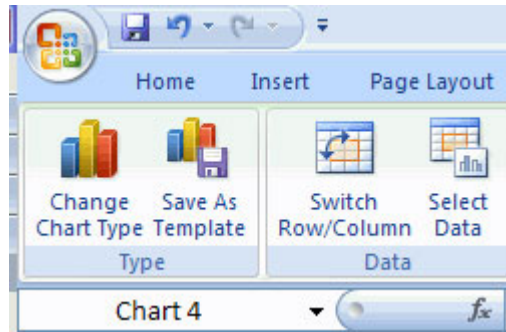 Home Insert Page Layout
Change Save As Switch Select
Chart Type Template Row/Column Data
Type Data
Chart 4 fx